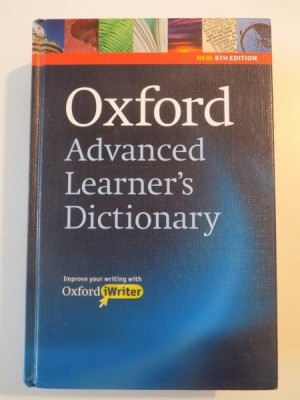 NEW 8TH EDITION
Oxford
Advanced
Learner's
Dictionary
Improve your writing with
Oxford iWriter